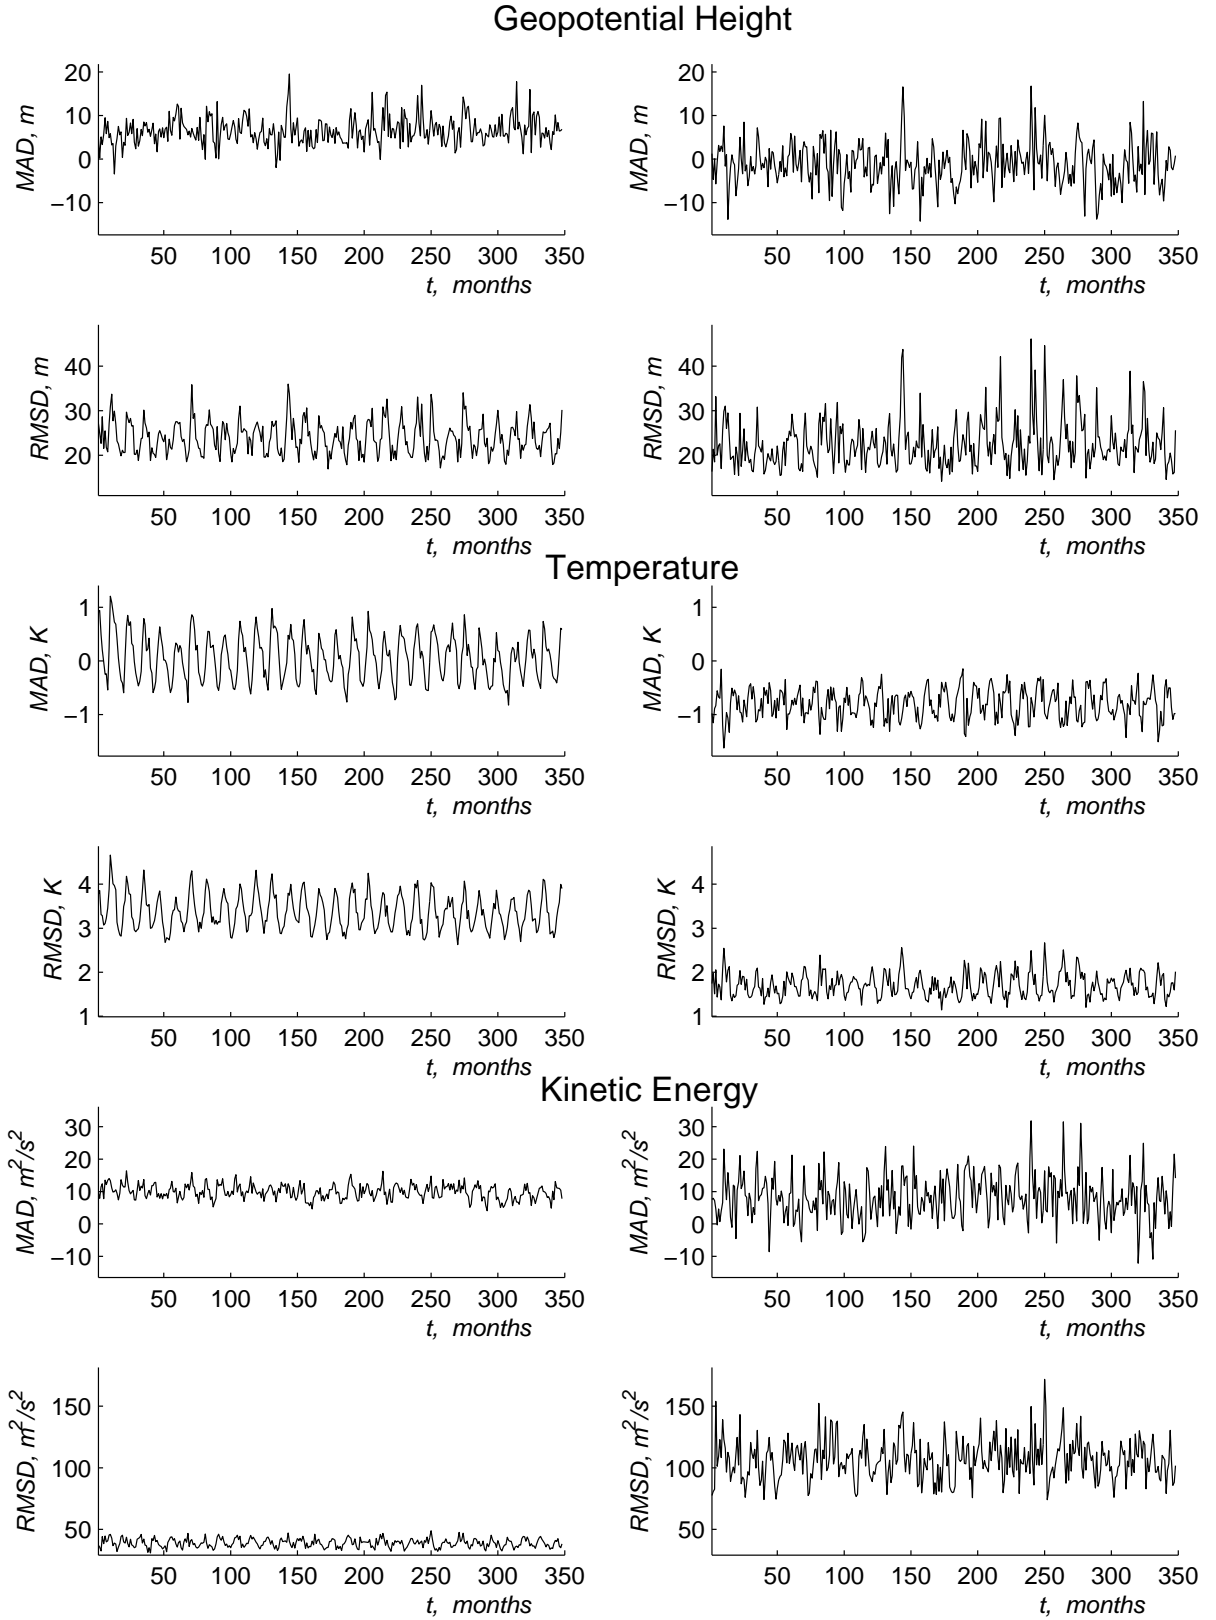 Geopotential Height
MAD, m
20
10
0
−10
50 100 150 200 250 300 350
t, months
MAD, m
20
10
0
−10
50 100 150 200 250 300 350
t, months
RMSD, m
40
30
20
50 100 150 200 250 300 350
t, months
RMSD, m
40
30
20
50 100 150 200 250 300 350
t, months
Temperature
MAD, K
1
0
−1
50 100 150 200 250 300 350
t, months
MAD, K
1
0
−1
50 100 150 200 250 300 350
t, months
RMSD, K
4
3
2
1
50 100 150 200 250 300 350
t, months
RMSD, K
4
3
2
1
50 100 150 200 250 300 350
t, months
Kinetic Energy
MAD, m²/s²
30
20
10
0
−10
50 100 150 200 250 300 350
t, months
MAD, m²/s²
30
20
10
0
−10
50 100 150 200 250 300 350
t, months
RMSD, m²/s²
150
100
50
50 100 150 200 250 300 350
t, months
RMSD, m²/s²
150
100
50
50 100 150 200 250 300 350
t, months